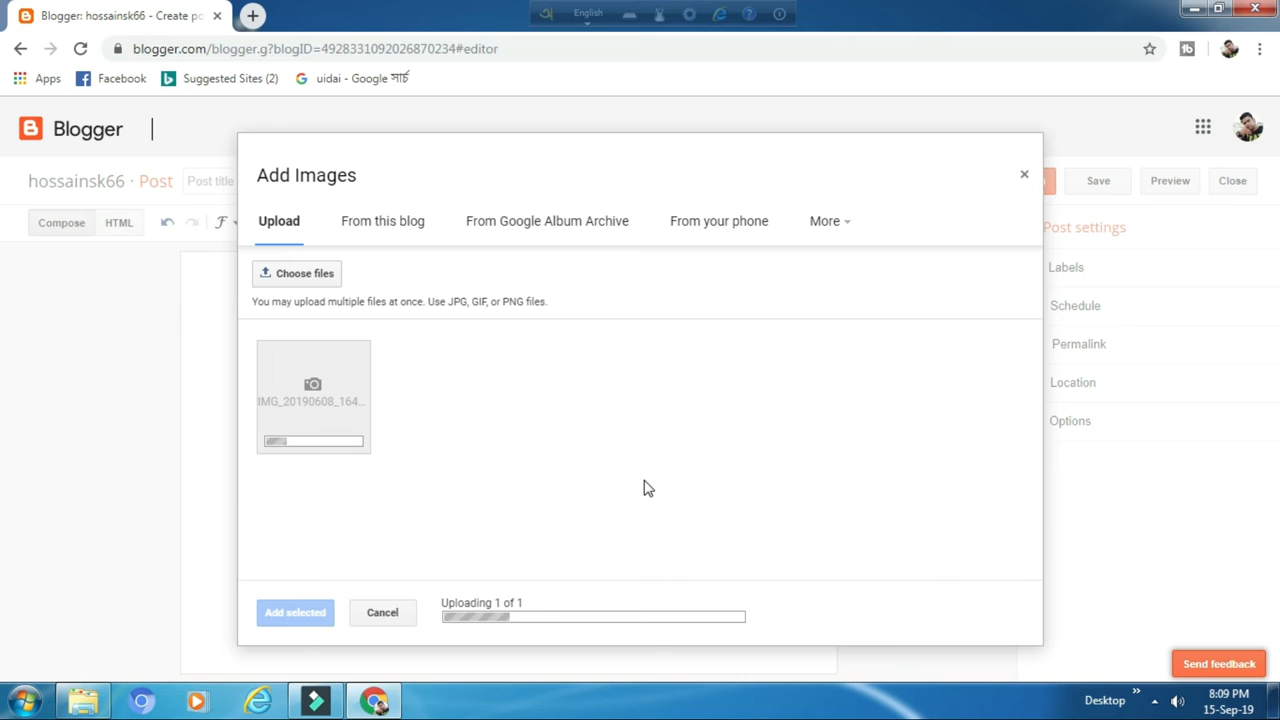 Blogger: hossainsk66 - Create po
English
blogger.com/blogger.g?blogID=4928331092026870234#editor
Apps
Facebook
Suggested Sites (2)
uidai - Google সার্চ
Blogger
Add Images
hossainsk66 · Post
Post title
Save
Preview
Close
Upload
From this blog
From Google Album Archive
From your phone
More
Compose
HTML
Post settings
Choose files
Labels
You may upload multiple files at once. Use JPG, GIF, or PNG files.
Schedule
Permalink
IMG_20190608_164...
Location
Options
Uploading 1 of 1
Add selected
Cancel
Send feedback
Desktop
8:09 PM
15-Sep-19